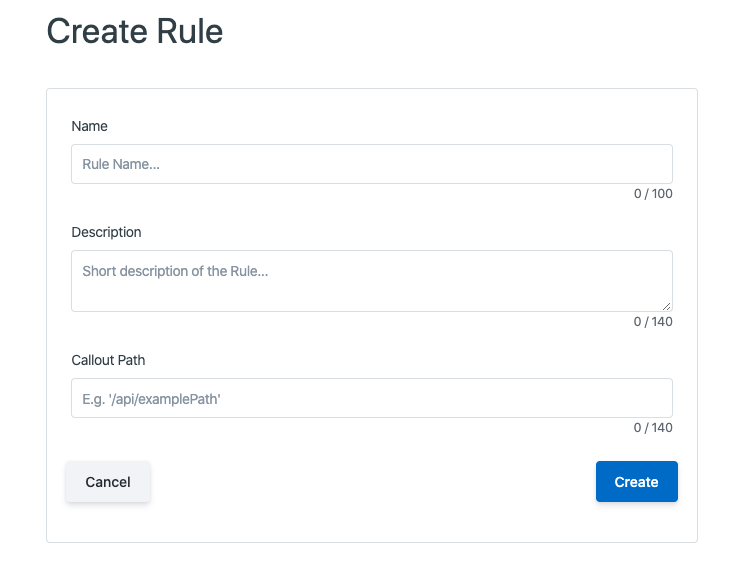 Create Rule
Name
Rule Name...
0 / 100
Description
Short description of the Rule...
0 / 140
Callout Path
E.g. '/api/examplePath'
0 / 140
Cancel
Create